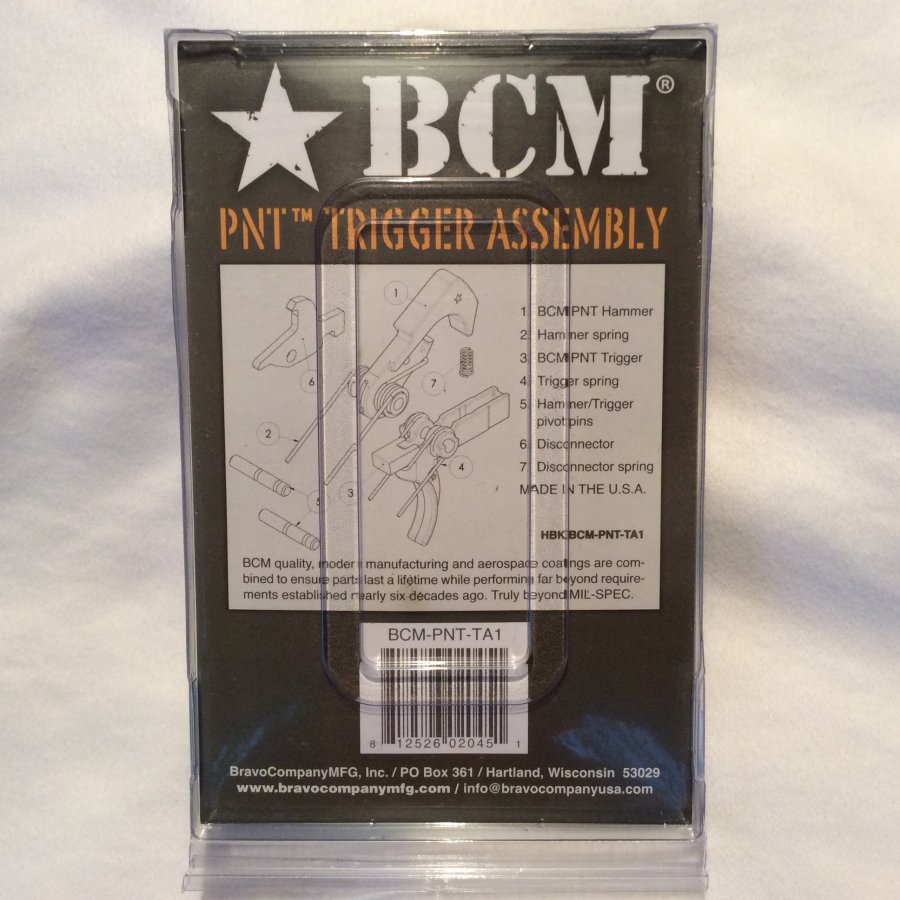 BCM®
PNT™ TRIGGER ASSEMBLY
1
6
7
2
4
5
3
1. BCM PNT Hammer
2. Hammer spring
3. BCM PNT Trigger
4. Trigger spring
5. Hammer/Trigger
pivot pins
6. Disconnector
7. Disconnector spring
MADE IN THE U.S.A.
HBK BCM-PNT-TA1
BCM quality, modern manufacturing and aerospace coatings are com-
bined to ensure parts last a lifetime while performing far beyond require-
ments established nearly six decades ago. Truly beyond MIL-SPEC.
BCM-PNT-TA1
8 12526 02045 1
BravoCompanyMFG, Inc. / PO Box 361 / Hartland, Wisconsin 53029
www.bravocompanymfg.com / info@bravocompanyusa.com